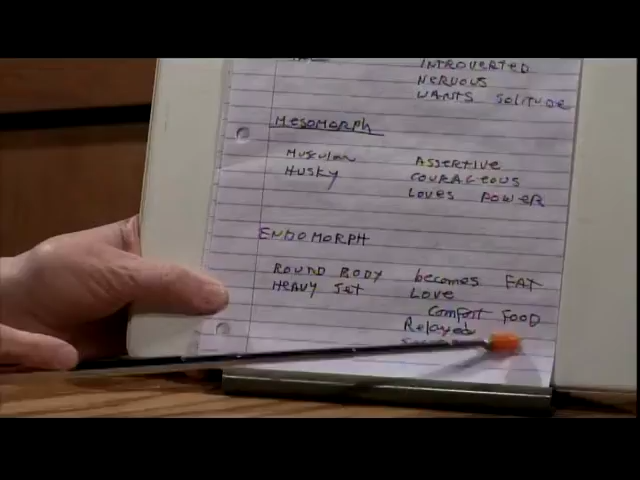 INTROVERTED
NERVOUS
WANTS SOLITUDE
MESOMORPH
MUSCULAR ASSERTIVE
HUSKY COURAGEOUS
LOVES POWER
ENDOMORPH
ROUND BODY becomes FAT
HEAVY SET LOVE
COMFORT FOOD
Relaxed